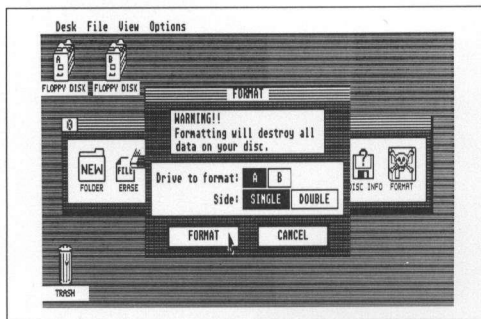 Desk File View Options
A B
FLOPPY DISK FLOPPY DISK
FORMAT
WARNING!!
Formatting will destroy all
data on your disc.
NEW FILE ?
FOLDER ERASE DISC INFO FORMAT
Drive to format: A B
Side: SINGLE DOUBLE
FORMAT CANCEL
TRASH